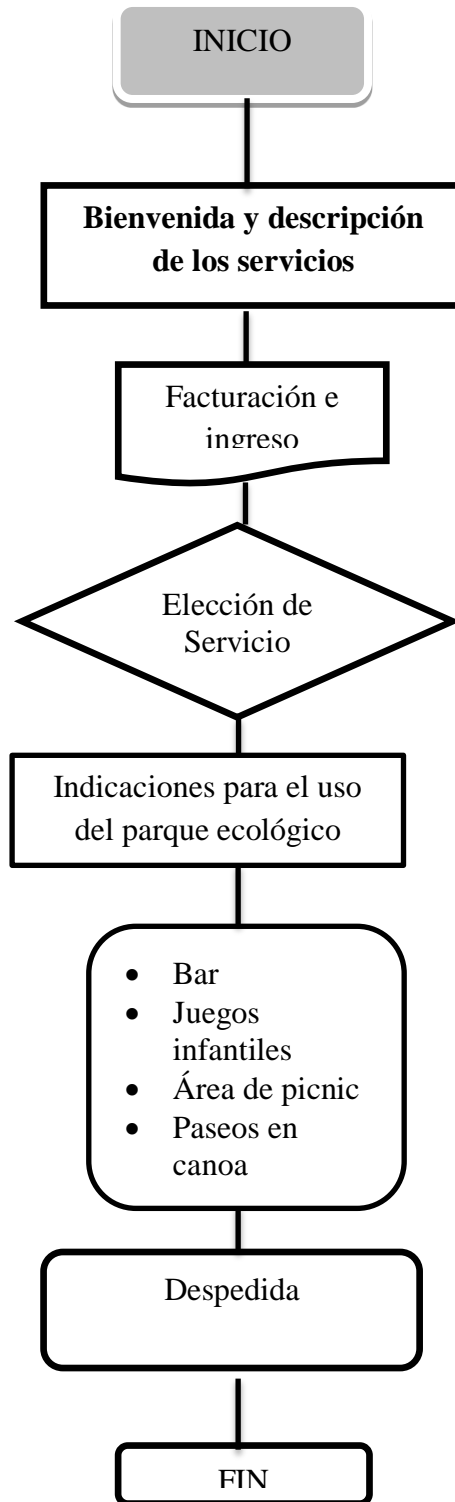 INICIO
Bienvenida y descripción
de los servicios
Facturación e
ingreso
Elección de
Servicio
Indicaciones para el uso
del parque ecológico
• Bar
• Juegos
infantiles
• Área de picnic
• Paseos en
canoa
Despedida
FIN